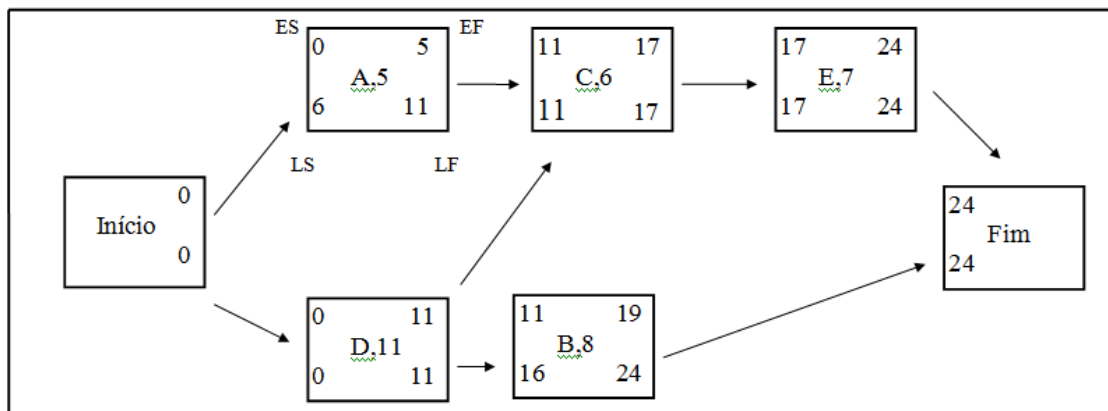 ES 0 5 EF 11 17 17 24
A,5 C,6 E,7
6 11 11 17 17 24
LS LF
0 24
Início Fim
0 24
0 11 11 19
D,11 B,8
0 11 16 24